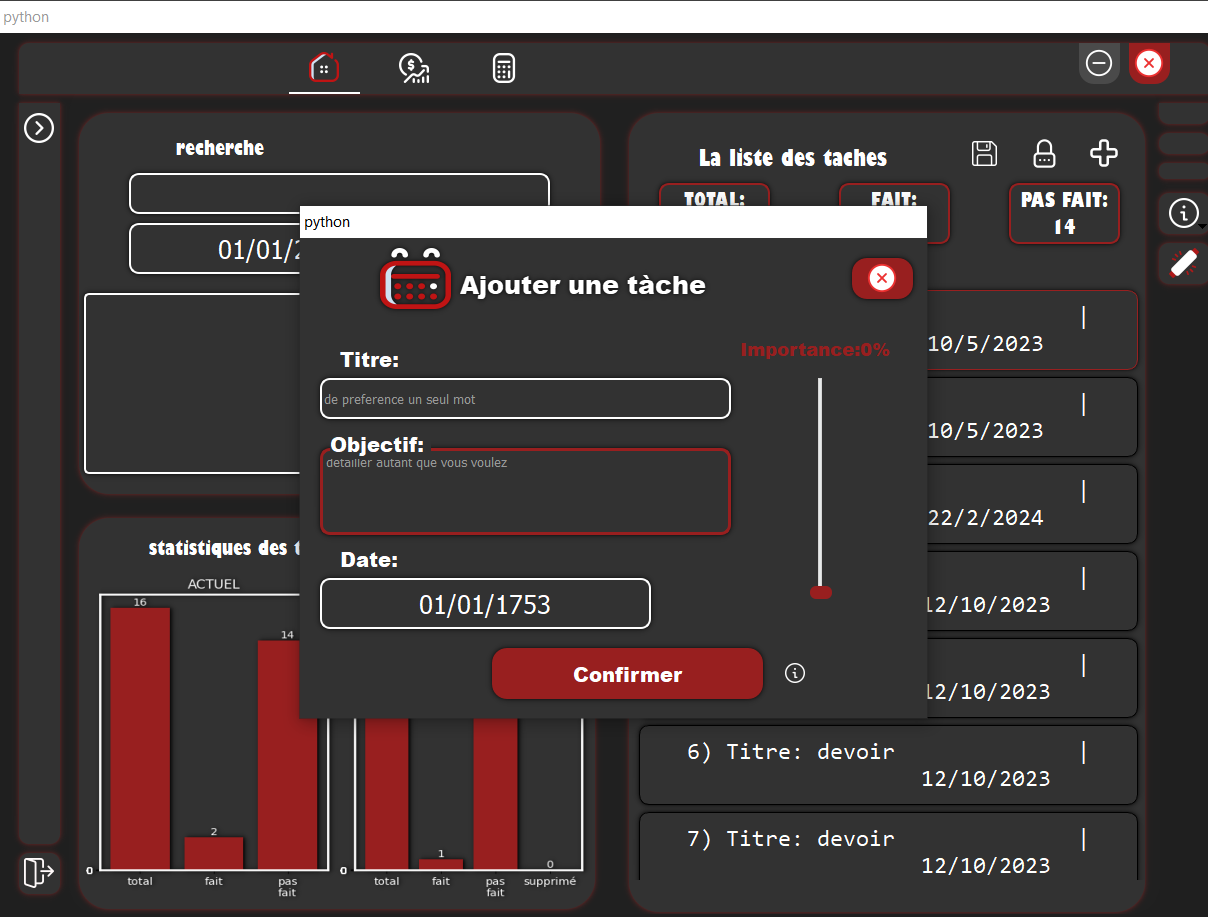 python
recherche
La liste des taches
TOTAL:
FAIT:
PAS FAIT:
14
01/01/2
python
Ajouter une tàche
Importance:0%
Titre:
de preference un seul mot
Objectif:
detailler autant que vous voulez
Date:
01/01/1753
Confirmer
|
10/5/2023
|
10/5/2023
|
22/2/2024
|
12/10/2023
|
12/10/2023
6) Titre: devoir |
12/10/2023
7) Titre: devoir |
12/10/2023
statistiques des t
ACTUEL
16
14
2
0
total fait pas fait
1
0
0
total fait pas fait supprimé